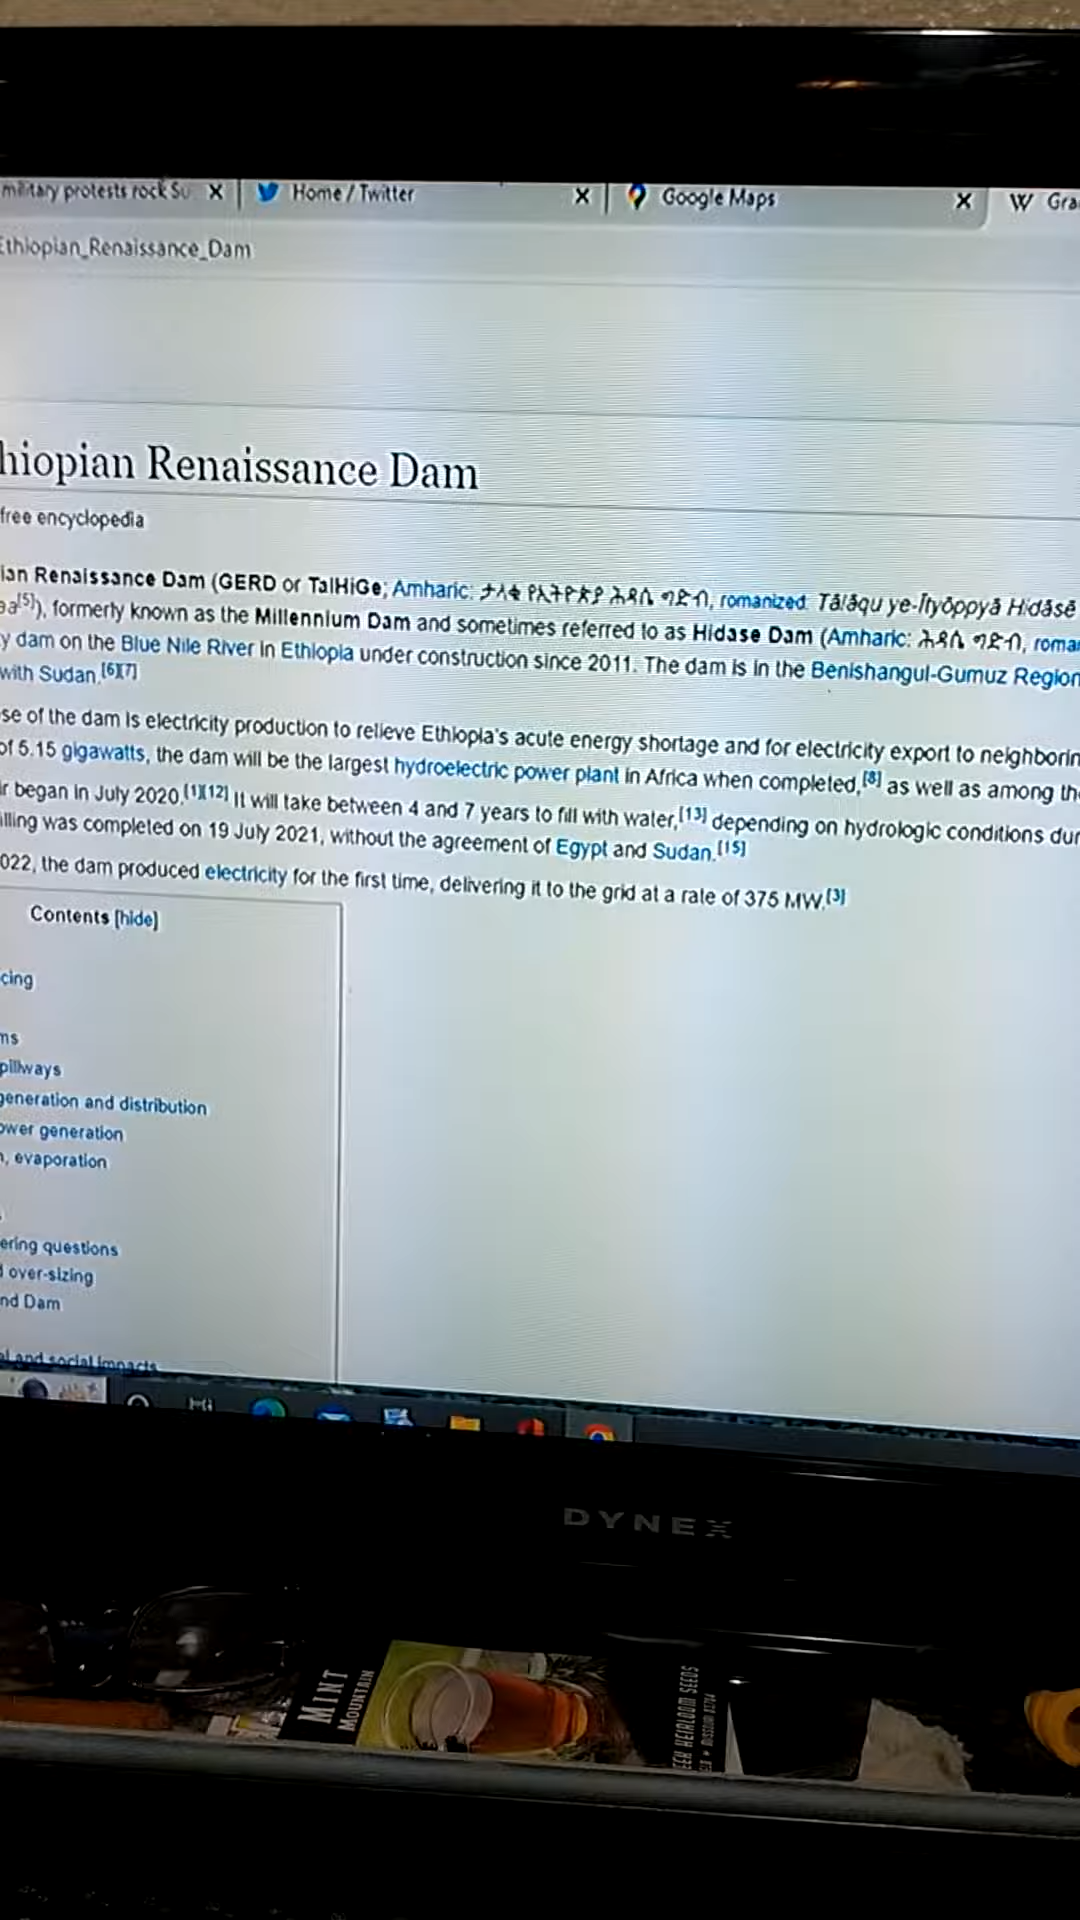 military protests rock Su
Home / Twitter
Google Maps
W Gra
Ethiopian_Renaissance_Dam
hiopian Renaissance Dam
free encyclopedia
ian Renaissance Dam (GERD or TaIHiGe; Amharic: ታላቁ የኢትዮጵያ ሕዳሴ ግድብ, romanized: Tālāqu ye-Ītyōppyā Hidāsē
aa[5]), formerly known as the Millennium Dam and sometimes referred to as Hidase Dam (Amharic: ሕዳሴ ግድብ, roma
y dam on the Blue Nile River in Ethiopia under construction since 2011. The dam is in the Benishangul-Gumuz Region
with Sudan.[6][7]
se of the dam is electricity production to relieve Ethiopia's acute energy shortage and for electricity export to neighborin
of 5.15 gigawatts, the dam will be the largest hydroelectric power plant in Africa when completed,[8] as well as among th
r began in July 2020.[1][12] It will take between 4 and 7 years to fill with water,[13] depending on hydrologic conditions dur
illing was completed on 19 July 2021, without the agreement of Egypt and Sudan.[15]
022, the dam produced electricity for the first time, delivering it to the grid at a rate of 375 MW.[3]
Contents [hide]
cing
ms
pillways
generation and distribution
ower generation
n, evaporation
ering questions
d over-sizing
nd Dam
al and social impacts
DYNEX
MINT
MOUNTAIN
EEK HEIRLOOM SEEDS